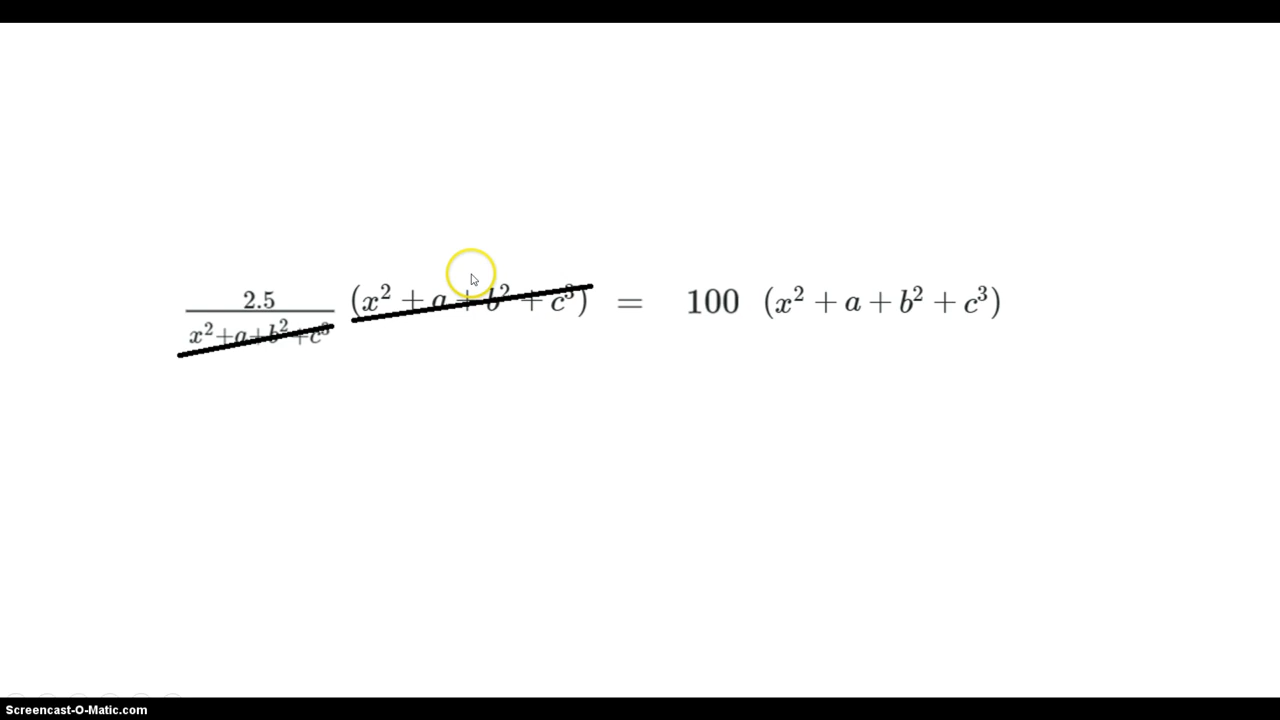 2.5/(x²+a+b²+c³) (x² + a + b² + c³) = 100 (x² + a + b² + c³)
Screencast-O-Matic.com